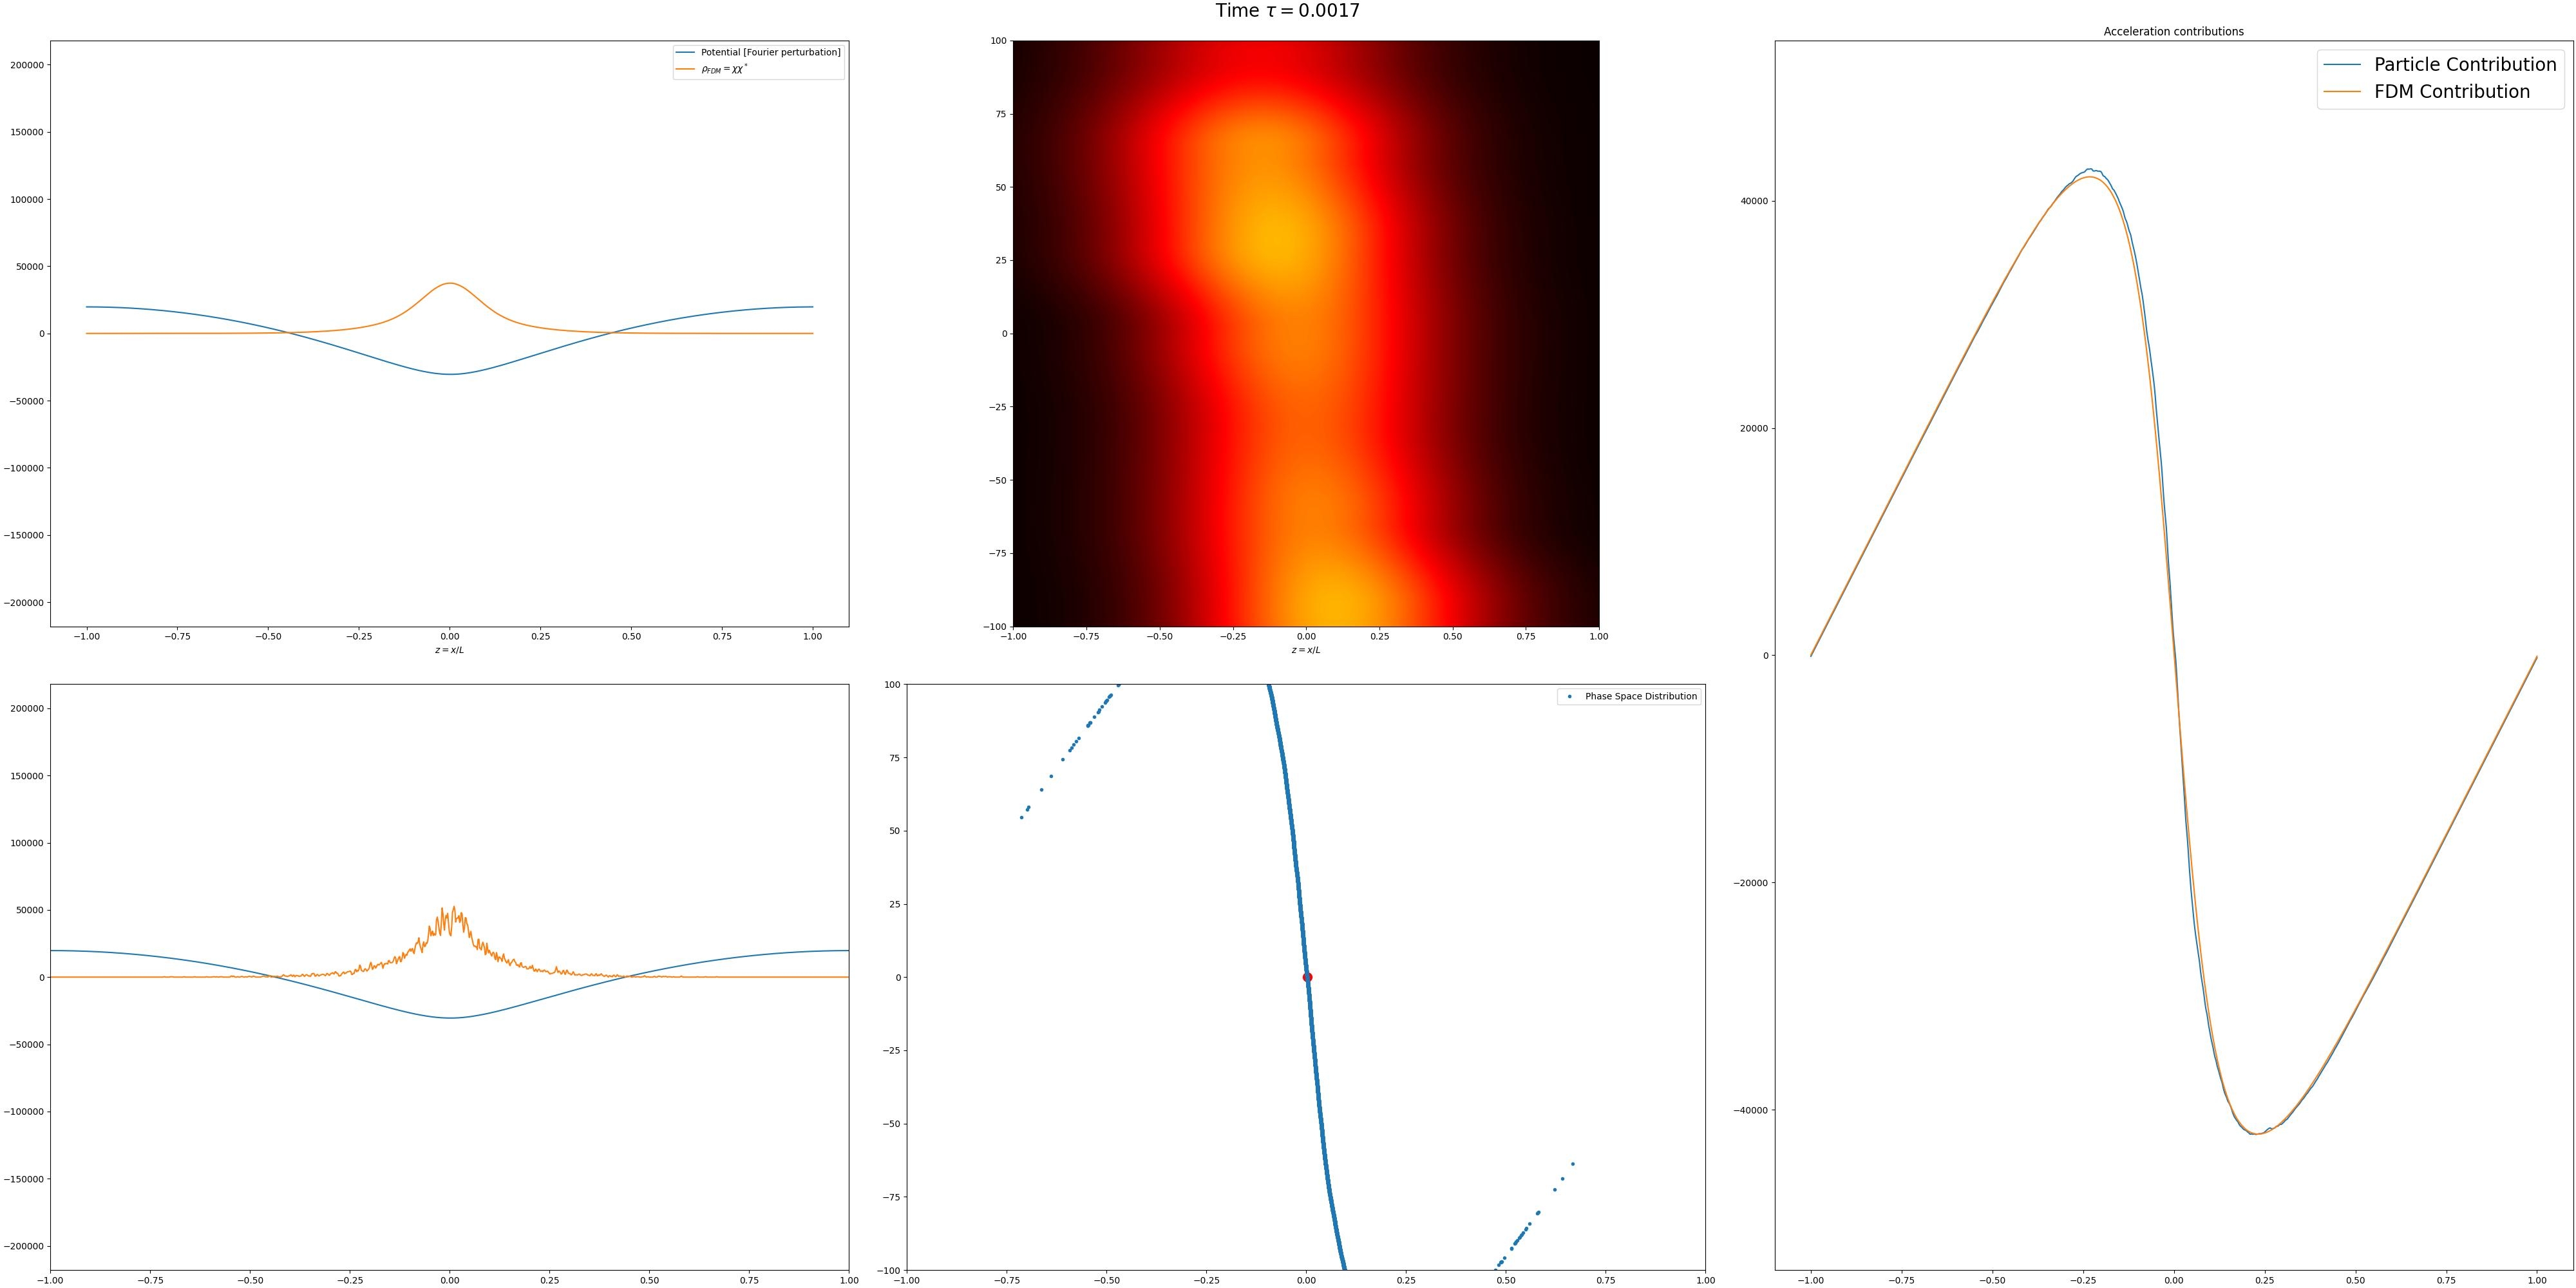 Time τ = 0.0017
Potential [Fourier perturbation]
ρ_FDM = χχ*
200000
150000
100000
50000
0
−50000
−100000
−150000
−200000
−1.00 −0.75 −0.50 −0.25 0.00 0.25 0.50 0.75 1.00
z = x/L
100
75
50
25
0
−25
−50
−75
−100
−1.00 −0.75 −0.50 −0.25 0.00 0.25 0.50 0.75 1.00
z = x/L
Acceleration contributions
Particle Contribution
FDM Contribution
40000
20000
0
−20000
−40000
−1.00 −0.75 −0.50 −0.25 0.00 0.25 0.50 0.75 1.00
200000
150000
100000
50000
0
−50000
−100000
−150000
−200000
−1.00 −0.75 −0.50 −0.25 0.00 0.25 0.50 0.75 1.00
Phase Space Distribution
100
75
50
25
0
−25
−50
−75
−100
−1.00 −0.75 −0.50 −0.25 0.00 0.25 0.50 0.75 1.00